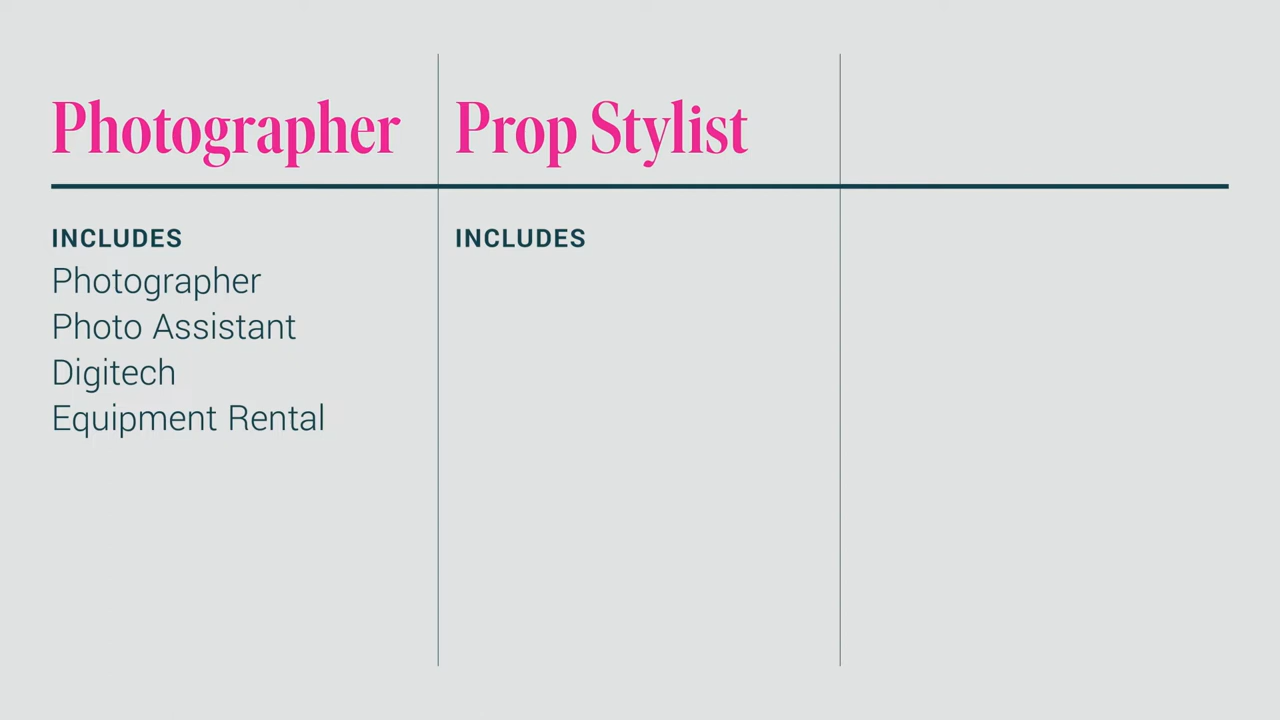 Photographer
INCLUDES
Photographer
Photo Assistant
Digitech
Equipment Rental
Prop Stylist
INCLUDES